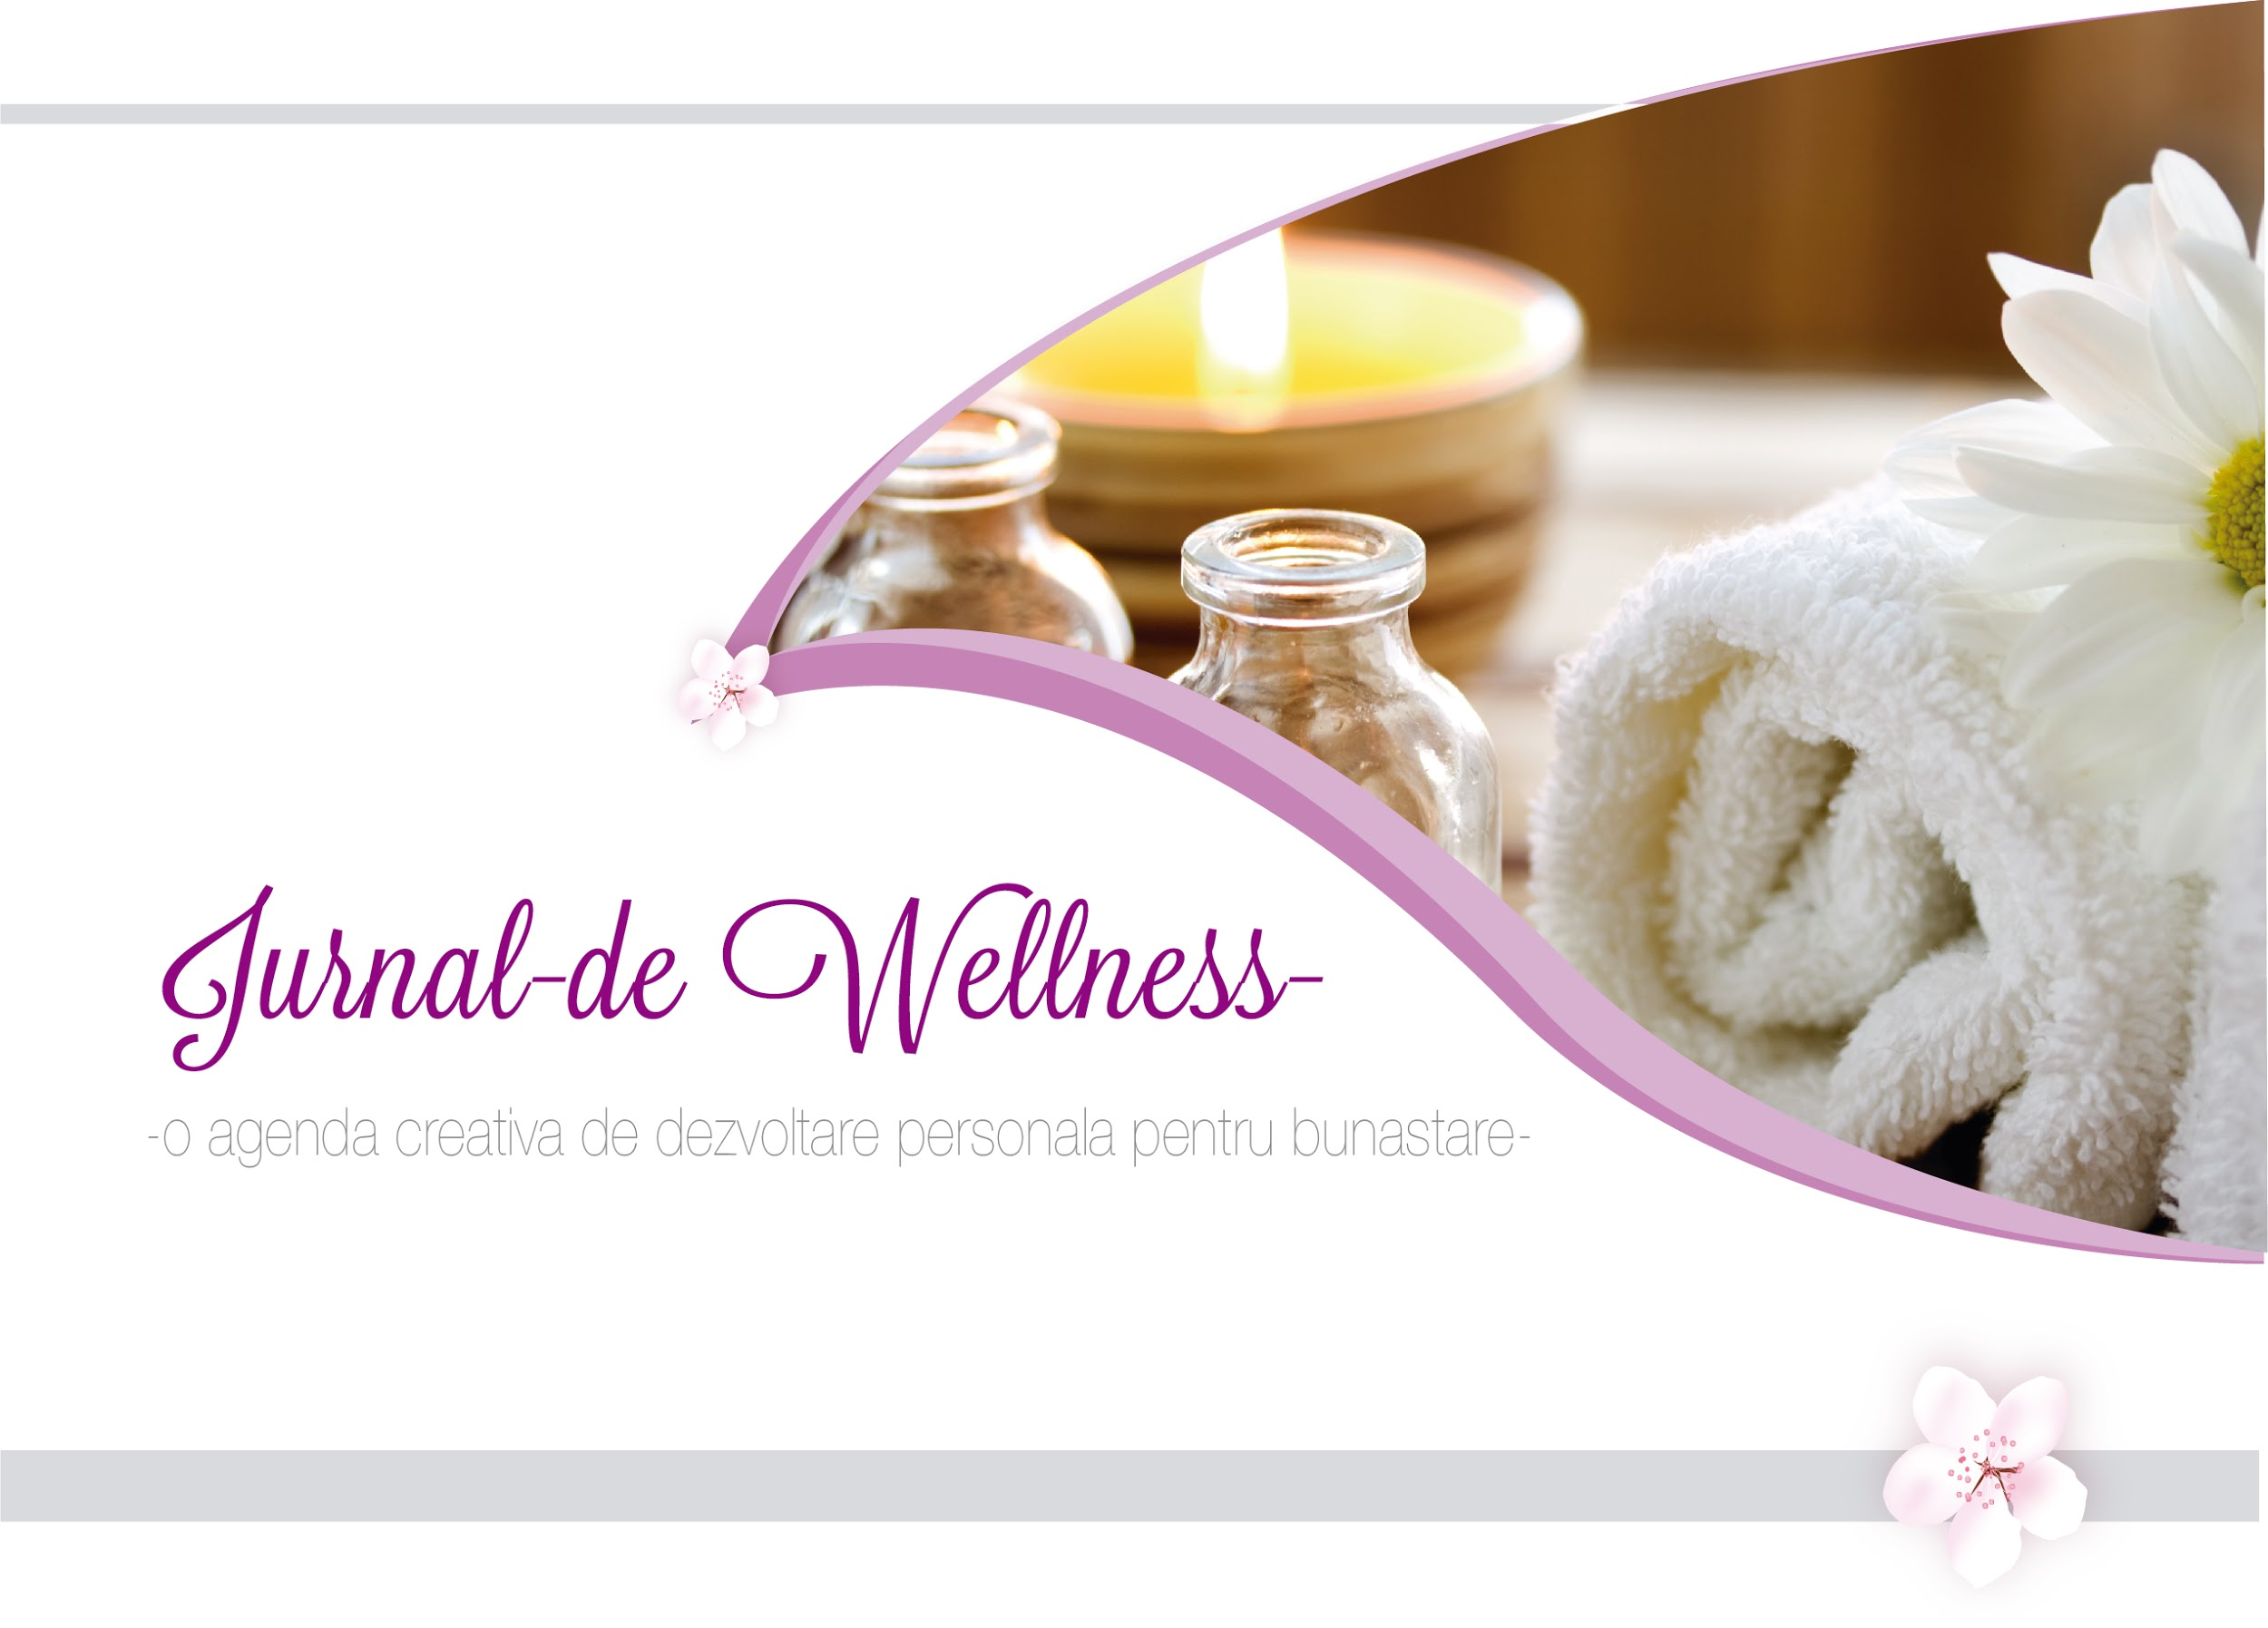 Jurnal-de Wellness-
-o agenda creativa de dezvoltare personala pentru bunastare-